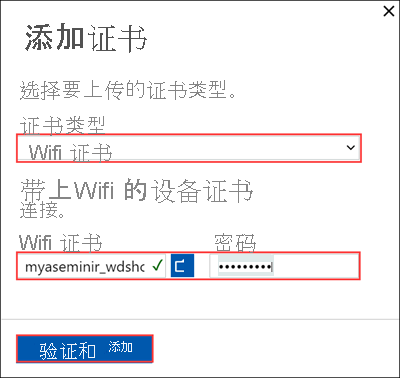 添加证书
选择要上传的证书类型。
证书类型
Wifi 证书
带上Wifi 的设备证书
连接。
Wifi 证书 密码
myaseminir_wdshc •••••••••
验证和 添加